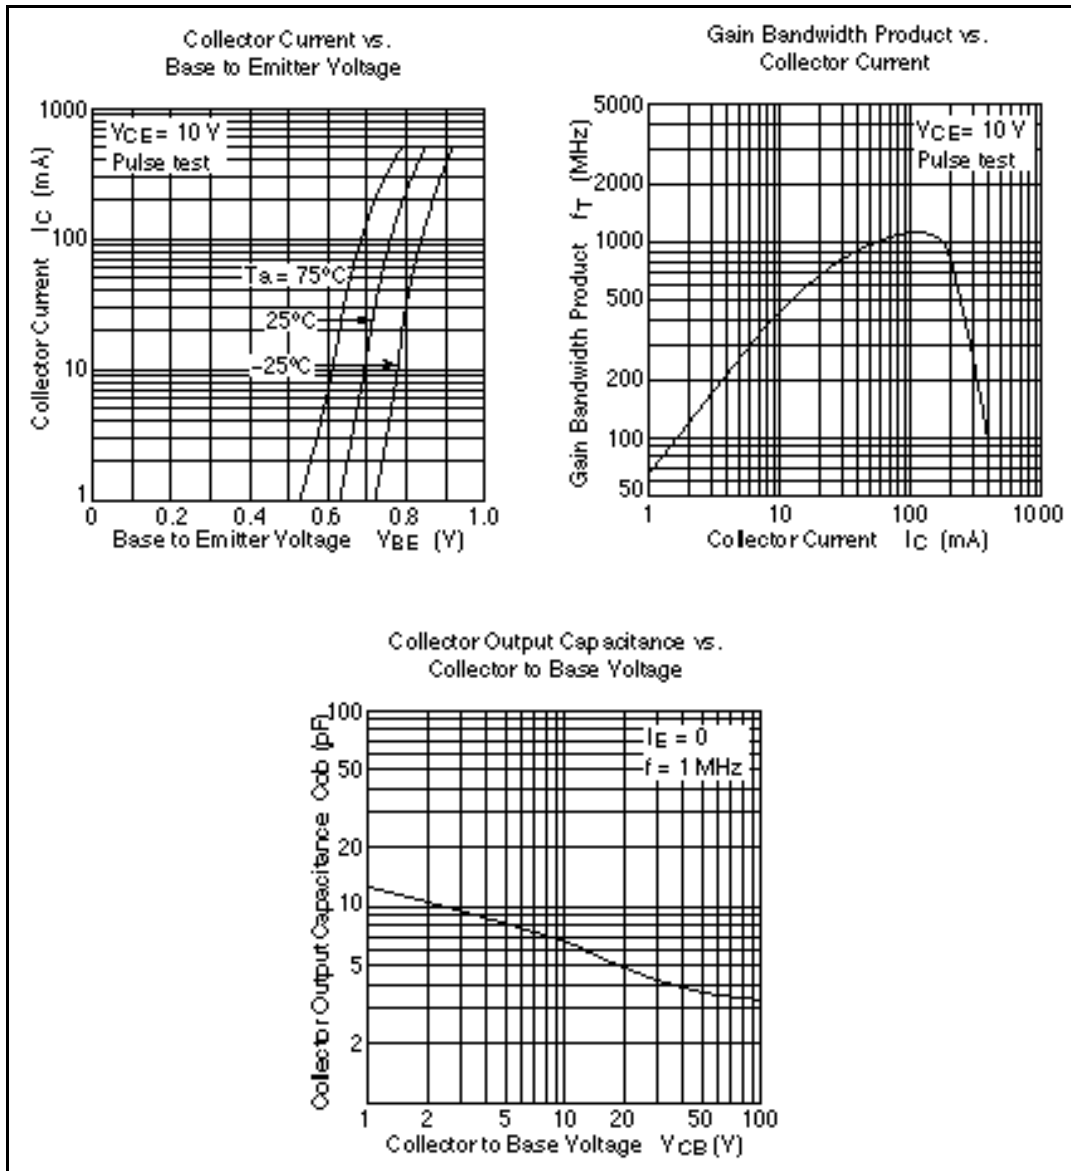 Collector Current vs.
Base to Emitter Voltage
1000
100
10
1
Collector Current IC (mA)
VCE = 10 V
Pulse test
Ta = 75°C
25°C
–25°C
0 0.2 0.4 0.6 0.8 1.0
Base to Emitter Voltage VBE (V)
Gain Bandwidth Product vs.
Collector Current
5000
2000
1000
500
200
100
50
Gain Bandwidth Product fT (MHz)
VCE = 10 V
Pulse test
1 10 100 1000
Collector Current IC (mA)
Collector Output Capacitance vs.
Collector to Base Voltage
100
50
20
10
5
2
1
Collector Output Capacitance Cob (pF)
IE = 0
f = 1 MHz
2 5 10 20 50 100
Collector to Base Voltage VCB (V)